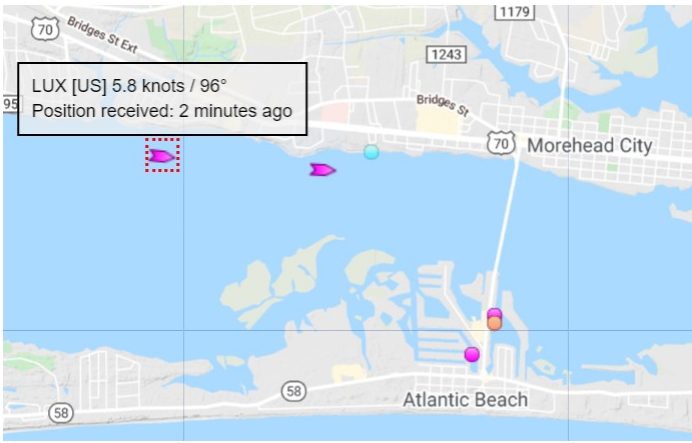 1179
70
Bridges St Ext
1243
LUX [US] 5.8 knots / 96°
Position received: 2 minutes ago
95
Bridges St
70
Morehead City
58
Atlantic Beach
58